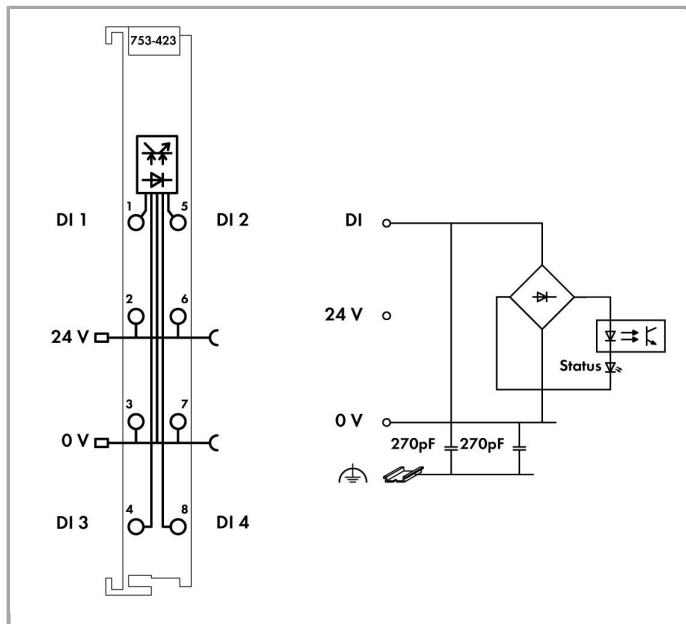 753-423
1 5
DI 1 DI 2
2 6
24 V
3 7
0 V
4 8
DI 3 DI 4
DI
24 V
Status
0 V
270pF 270pF